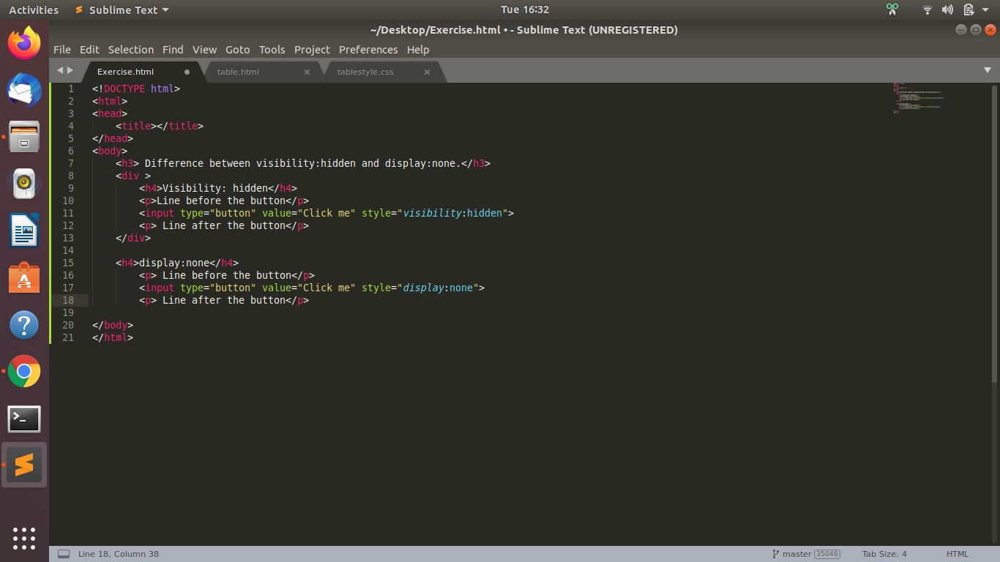 Activities Sublime Text Tue 16:32
~/Desktop/Exercise.html • - Sublime Text (UNREGISTERED)
File Edit Selection Find View Goto Tools Project Preferences Help
Exercise.html table.html tablestyle.css
1 <!DOCTYPE html>
2 <html>
3 <head>
4     <title></title>
5 </head>
6 <body>
7     <h3> Difference between visibility:hidden and display:none.</h3>
8     <div >
9         <h4>Visibility: hidden</h4>
10         <p>Line before the button</p>
11         <input type="button" value="Click me" style="visibility:hidden">
12         <p> Line after the button</p>
13     </div>
14
15     <h4>display:none</h4>
16         <p> Line before the button</p>
17         <input type="button" value="Click me" style="display:none">
18         <p> Line after the button</p>
19
20 </body>
21 </html>
Line 18, Column 38 master 35046 Tab Size: 4 HTML